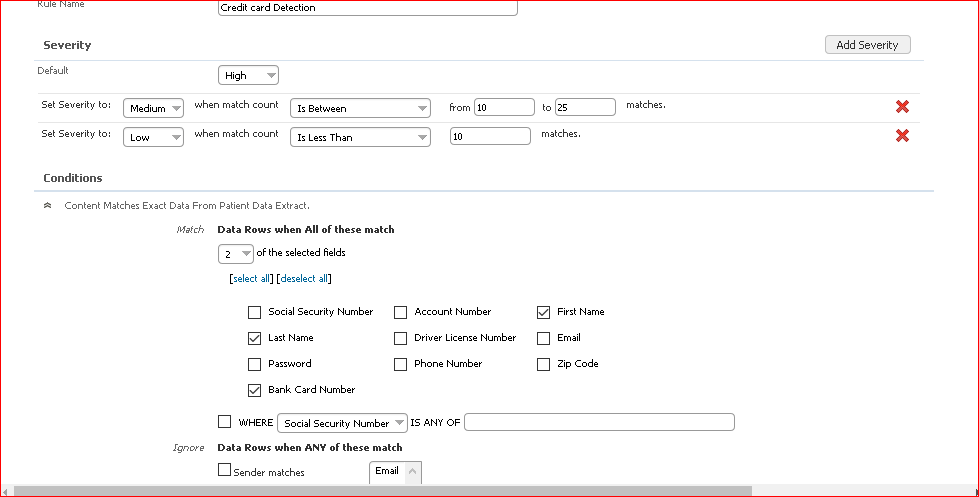 Rule Name Credit card Detection
Severity Add Severity
Default High
Set Severity to: Medium when match count Is Between from 10 to 25 matches.
Set Severity to: Low when match count Is Less Than 10 matches.
Conditions
Content Matches Exact Data From Patient Data Extract.
Match Data Rows when All of these match
2 of the selected fields
[select all] [deselect all]
Social Security Number Account Number First Name
Last Name Driver License Number Email
Password Phone Number Zip Code
Bank Card Number
WHERE Social Security Number IS ANY OF
Ignore Data Rows when ANY of these match
Sender matches Email